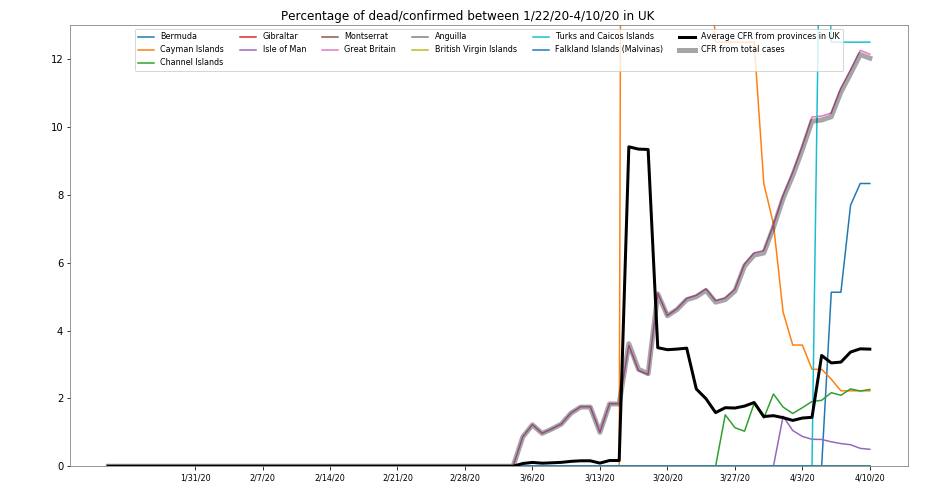 Percentage of dead/confirmed between 1/22/20-4/10/20 in UK
Bermuda Gibraltar Montserrat Anguilla Turks and Caicos Islands Average CFR from provinces in UK
Cayman Islands Isle of Man Great Britain British Virgin Islands Falkland Islands (Malvinas) CFR from total cases
Channel Islands
12
10
8
6
4
2
0
1/31/20 2/7/20 2/14/20 2/21/20 2/28/20 3/6/20 3/13/20 3/20/20 3/27/20 4/3/20 4/10/20